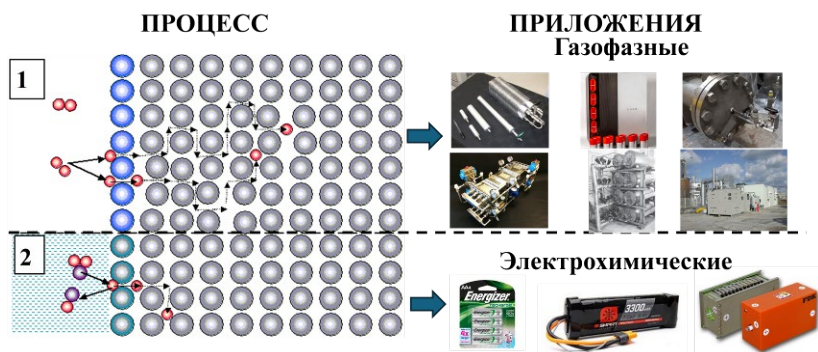 ПРОЦЕСС
ПРИЛОЖЕНИЯ
Газофазные
1
2
Электрохимические
Energizer
3300